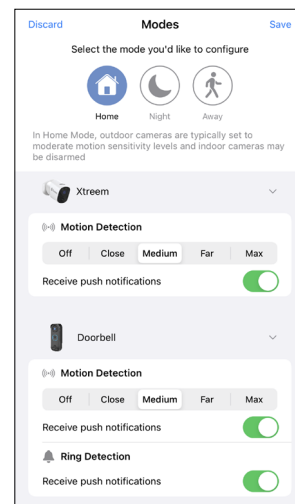 Discard Modes Save
Select the mode you'd like to configure
Home Night Away
In Home Mode, outdoor cameras are typically set to
moderate motion sensitivity levels and indoor cameras may
be disarmed
Xtreem
Motion Detection
Off Close Medium Far Max
Receive push notifications
Doorbell
Motion Detection
Off Close Medium Far Max
Receive push notifications
Ring Detection
Receive push notifications